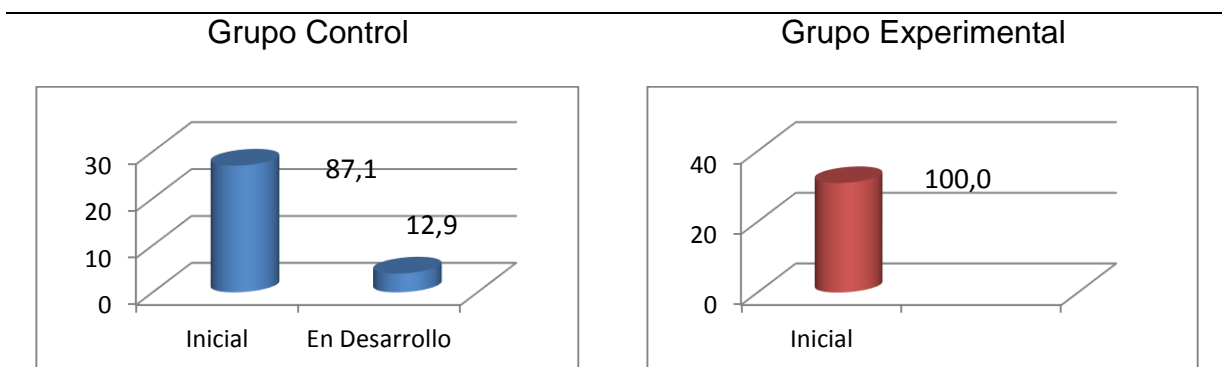 Grupo Control
Grupo Experimental
30
20
10
0
87,1
12,9
Inicial
En Desarrollo
40
20
0
100,0
Inicial